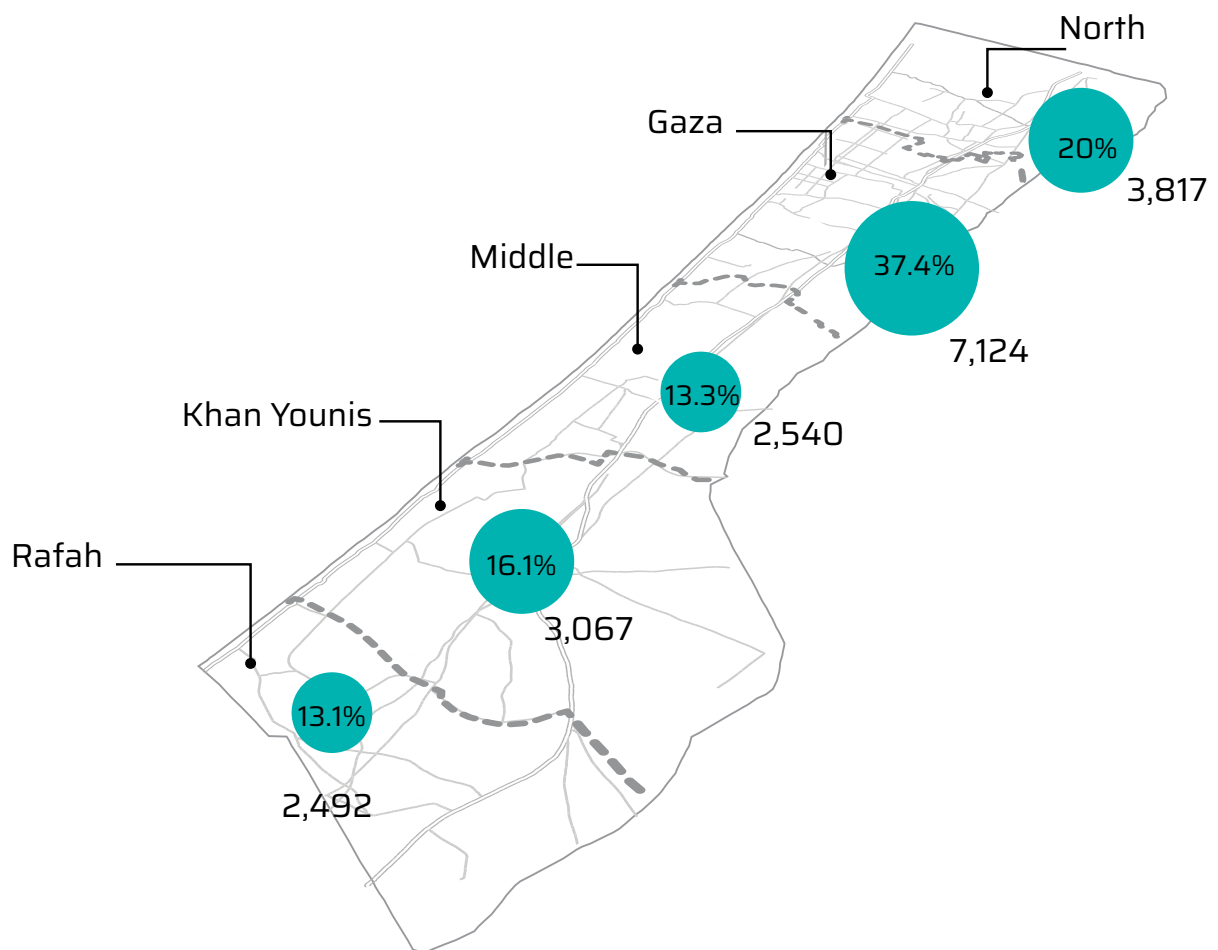 North
20%
3,817
Gaza
37.4%
7,124
Middle
13.3%
2,540
Khan Younis
16.1%
3,067
Rafah
13.1%
2,492